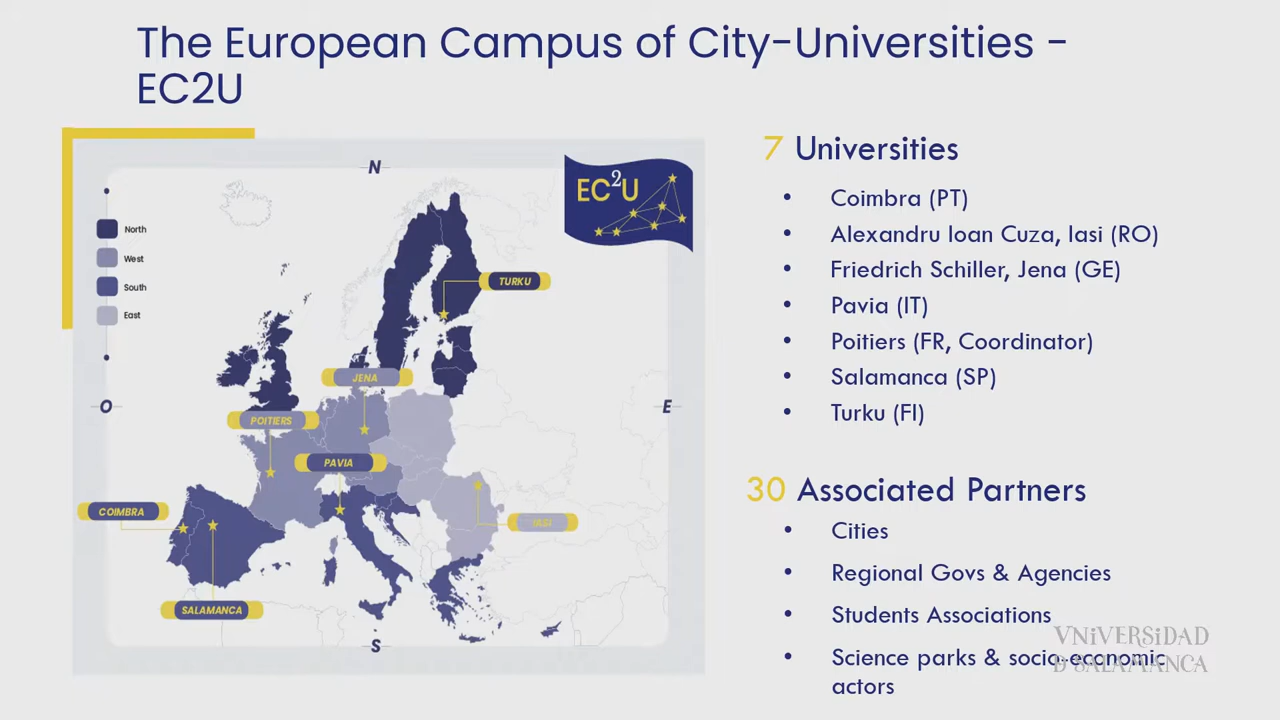 The European Campus of City-Universities -
EC2U
N
EC²U
North
West
South
East
TURKU
JENA
O
E
POITIERS
PAVIA
COIMBRA
IASI
SALAMANCA
S
7 Universities
• Coimbra (PT)
• Alexandru Ioan Cuza, Iasi (RO)
• Friedrich Schiller, Jena (GE)
• Pavia (IT)
• Poitiers (FR, Coordinator)
• Salamanca (SP)
• Turku (FI)
30 Associated Partners
• Cities
• Regional Govs & Agencies
• Students Associations
• Science parks & socio-economic
actors
VNiVERSiDAD
D SALAMANCA